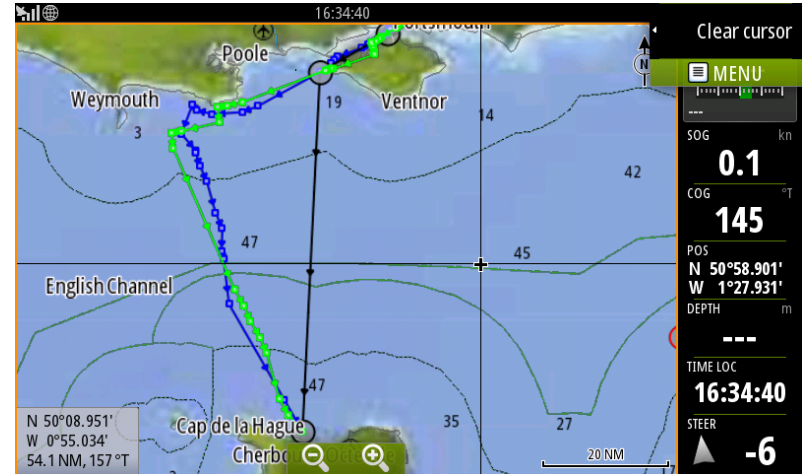 16:34:40
Clear cursor
MENU
Portsmouth
Poole
N
Weymouth
19
Ventnor
14
3
---
SOG
kn
0.1
42
COG
°T
145
47
45
POS
N 50°58.901'
W 1°27.931'
English Channel
DEPTH
m
---
TIME LOC
16:34:40
47
N 50°08.951'
W 0°55.034'
54.1 NM, 157 °T
Cap de la Hague
35
27
STEER
-6
Cherbo
20 NM